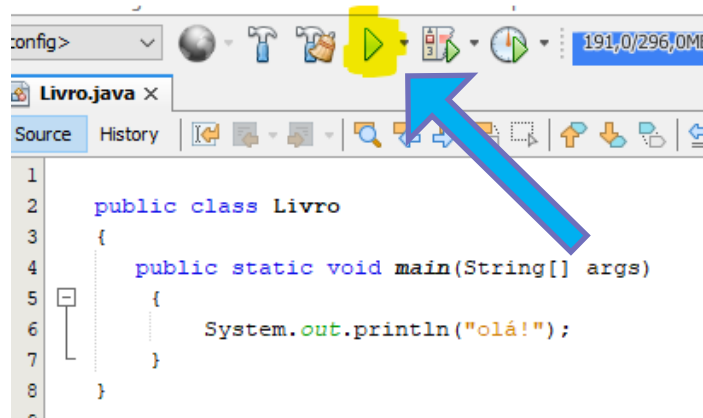 config>
191,0/296,0MB
Livro.java ×
Source History
1
2 public class Livro
3 {
4 public static void main(String[] args)
5 {
6 System.out.println("olá!");
7 }
8 }